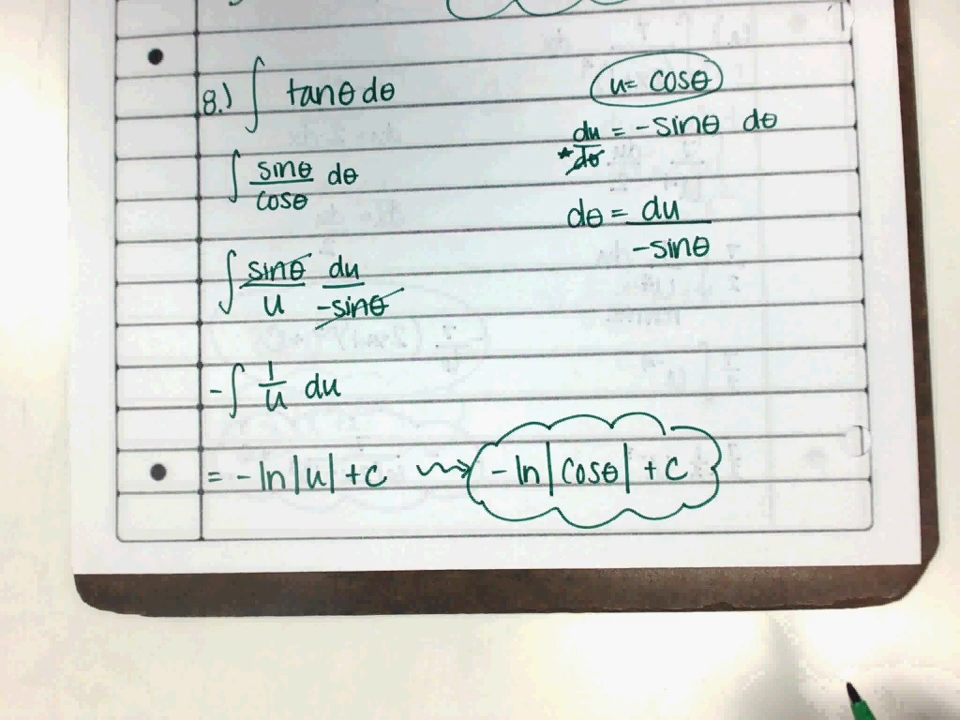 8.) ∫ tanθ dθ
u = cosθ
du/dθ = -sinθ dθ
*
∫ sinθ/cosθ dθ
dθ = du/-sinθ
∫ sinθ/u du/-sinθ
-∫ 1/u du
= -ln|u| + c ⟿ -ln|cosθ| + c